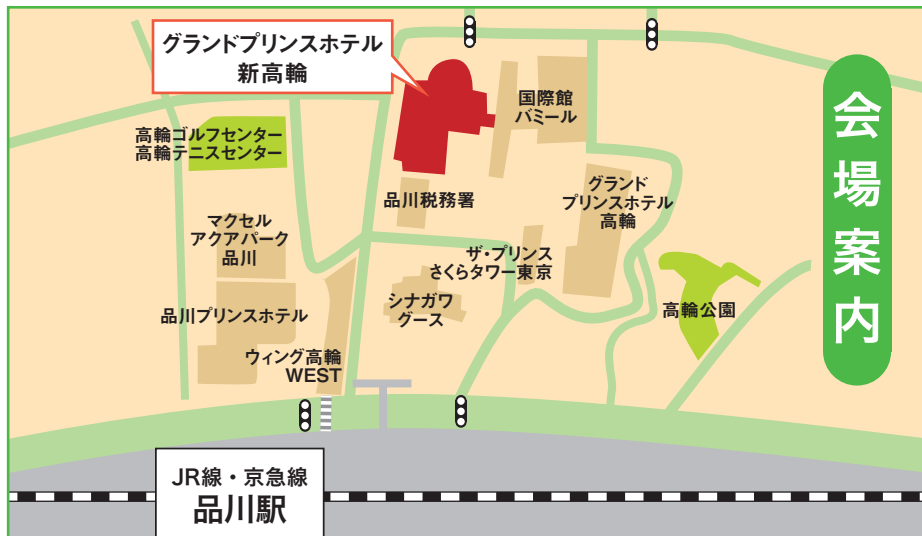 グランドプリンスホテル
新高輪
国際館
パミール
高輪ゴルフセンター
高輪テニスセンター
品川税務署
グランド
プリンスホテル
高輪
マクセル
アクアパーク
品川
ザ・プリンス
さくらタワー東京
シナガワ
グース
高輪公園
品川プリンスホテル
ウィング高輪
WEST
JR線・京急線
品川駅
会場案内